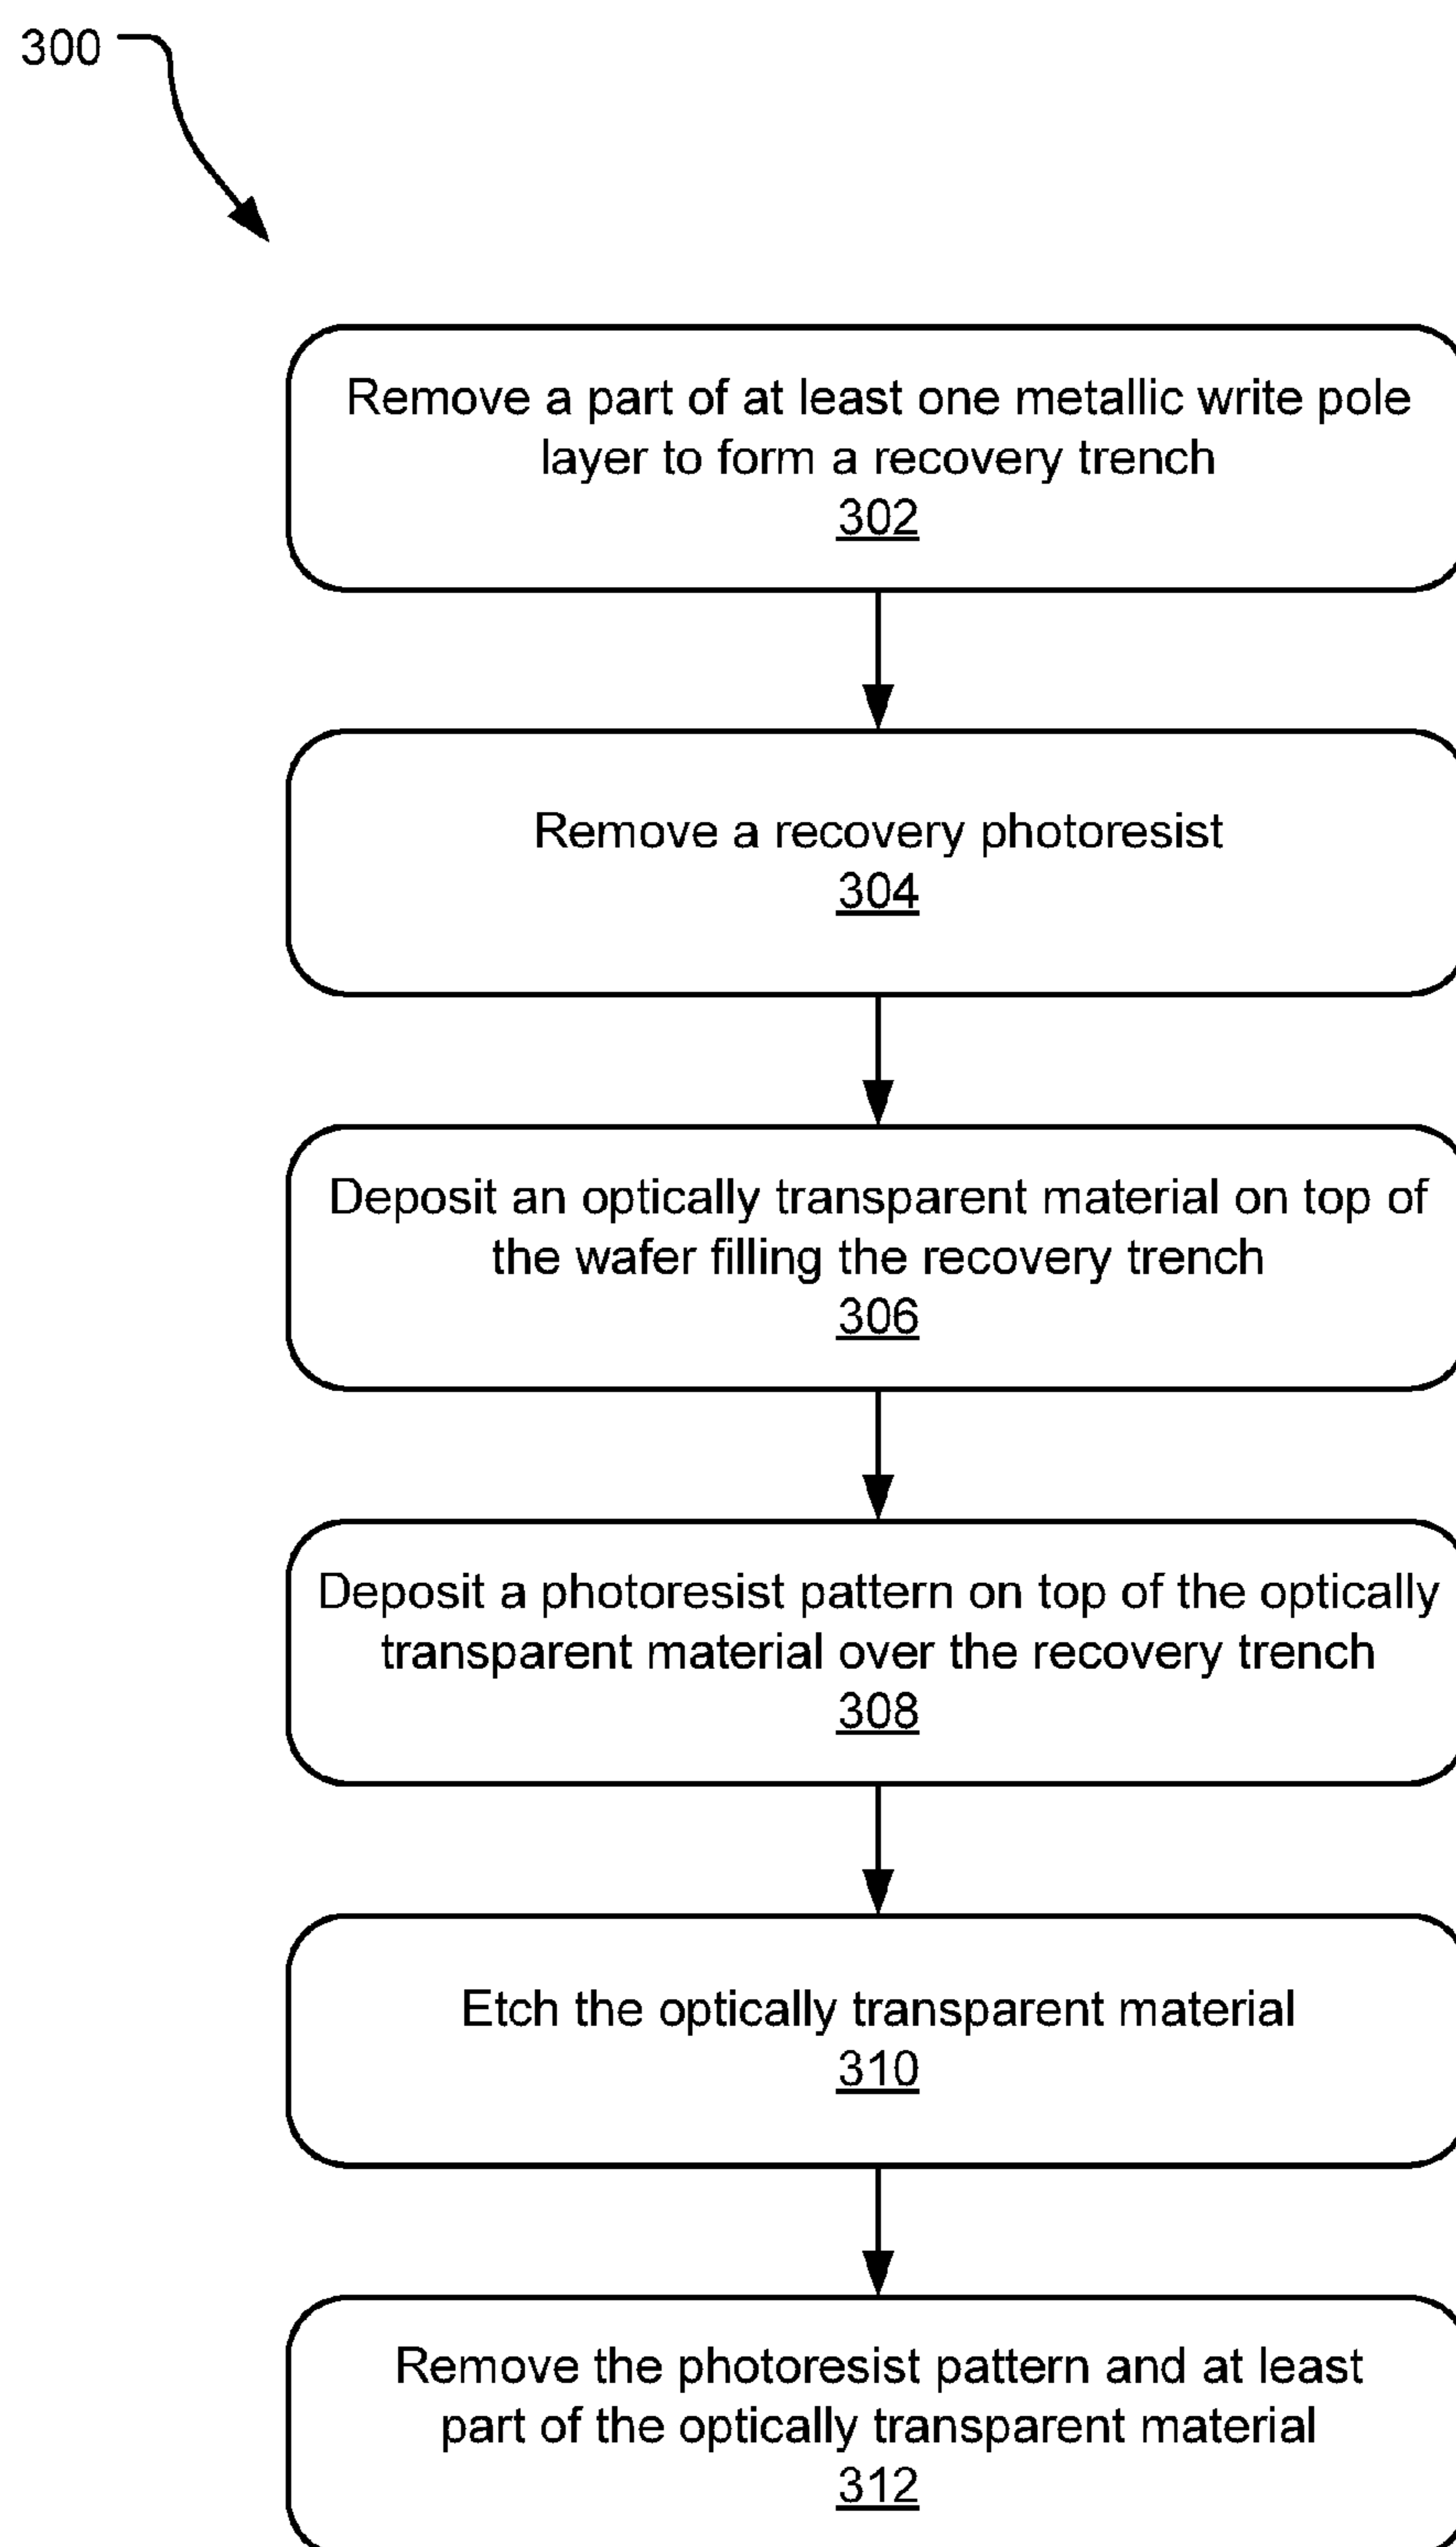 300
Remove a part of at least one metallic write pole
layer to form a recovery trench
302
Remove a recovery photoresist
304
Deposit an optically transparent material on top of
the wafer filling the recovery trench
306
Deposit a photoresist pattern on top of the optically
transparent material over the recovery trench
308
Etch the optically transparent material
310
Remove the photoresist pattern and at least
part of the optically transparent material
312